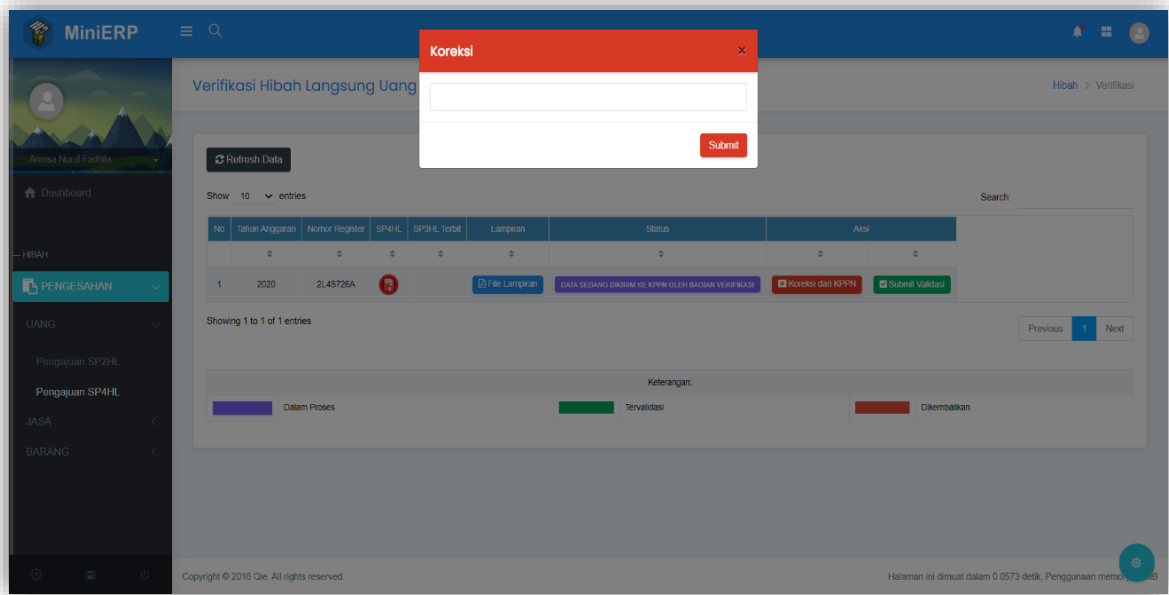 MiniERP
Koreksi ×
Verifikasi Hibah Langsung Uang
Hibah > Verifikasi
Submit
Annisa Nurul Fadhila
Refresh Data
Dashboard
Show 10 entries
Search:
No Tahun Anggaran Nomor Register SP4HL SP3HL Terbit Lampiran Status Aksi
HIBAH
1 2020 2L4S726A File Lampiran DATA SEDANG DIKIRIM KE KPPN OLEH BAGIAN VERIFIKASI Koreksi dari KPPN Submit Validasi
PENGESAHAN
Showing 1 to 1 of 1 entries
Previous 1 Next
UANG
Pengajuan SP2HL
Keterangan:
Pengajuan SP4HL
Dalam Proses Tervalidasi Dikembalikan
JASA
BARANG
Copyright © 2016 Qie. All rights reserved.
Halaman ini dimuat dalam 0.0573 detik, Penggunaan